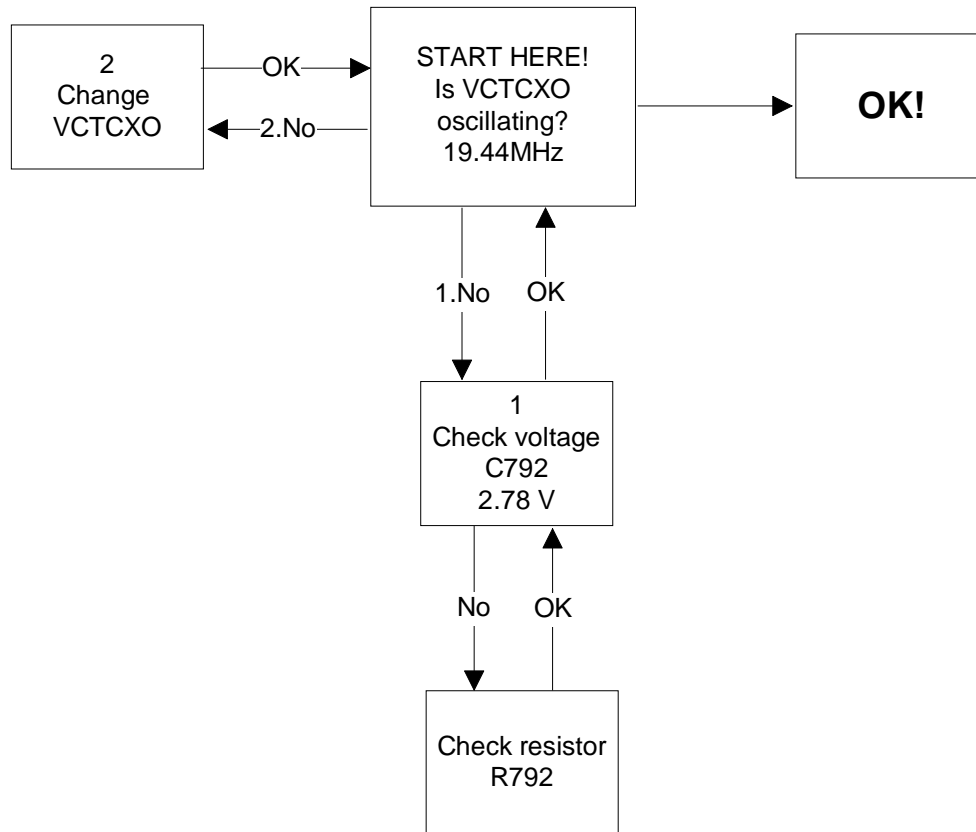 2
Change
VCTCXO
OK
2.No
START HERE!
Is VCTCXO
oscillating?
19.44MHz
OK!
1.No
OK
1
Check voltage
C792
2.78 V
No
OK
Check resistor
R792